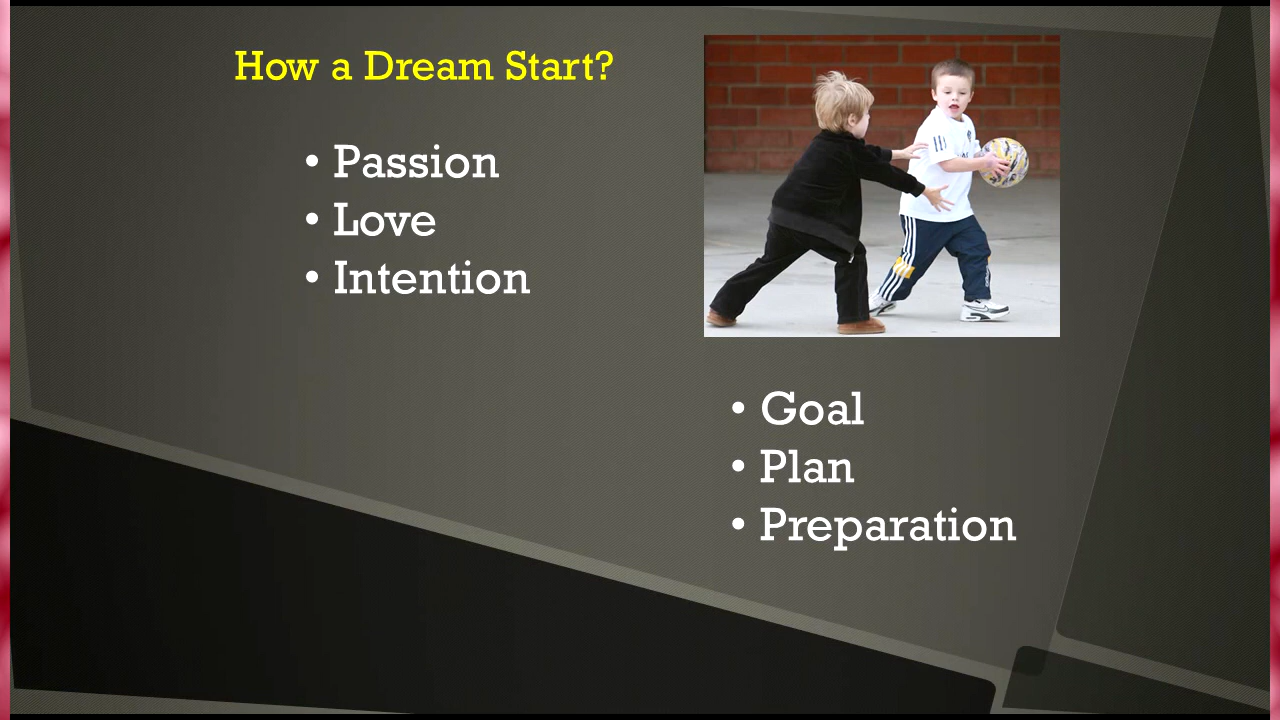 How a Dream Start?
• Passion
• Love
• Intention
• Goal
• Plan
• Preparation